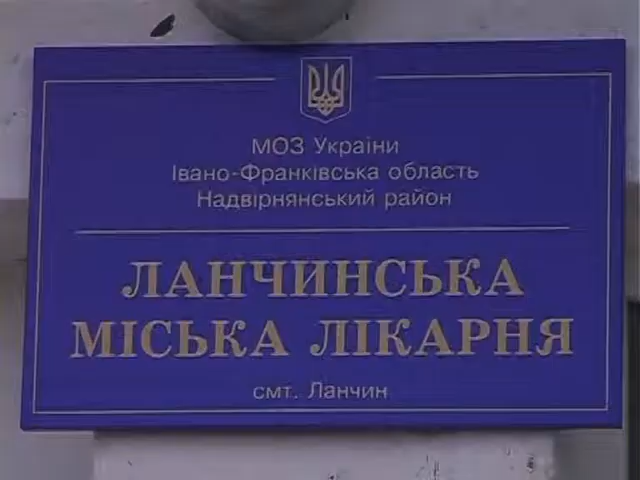 МОЗ України
Івано-Франківська область
Надвірнянський район
ЛАНЧИНСЬКА
МІСЬКА ЛІКАРНЯ
смт. Ланчин